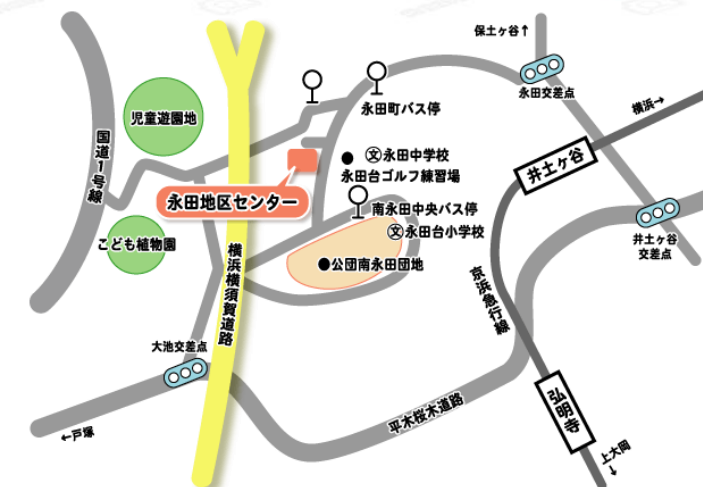 保土ヶ谷↑
永田交差点
横浜→
児童遊園地
永田町バス停
国道1号線
文永田中学校
永田台ゴルフ練習場
井土ヶ谷
永田地区センター
南永田中央バス停
文永田台小学校
井土ヶ谷
交差点
こども植物園
公団南永田団地
横浜横須賀道路
京浜急行線
大池交差点
平木桜木道路
弘明寺
←戸塚
上大岡
↓